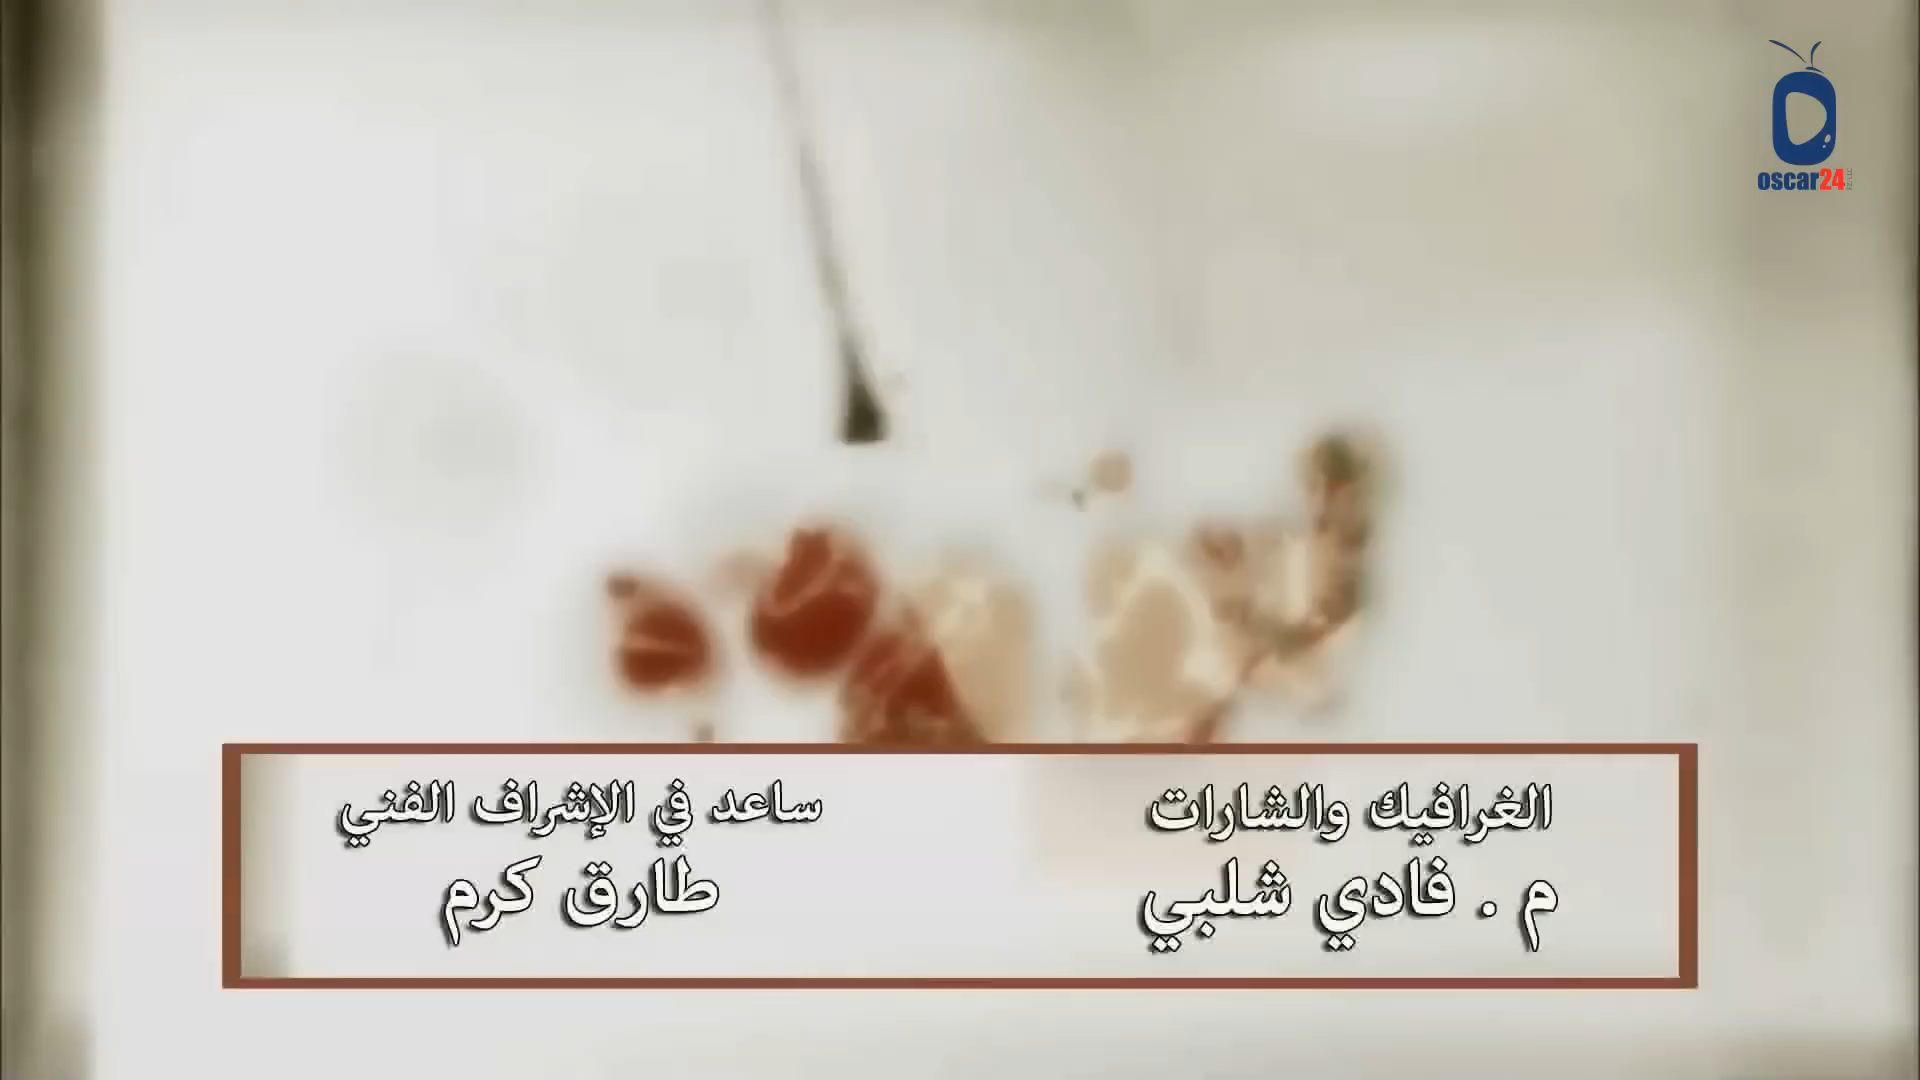 oscar24
الغرافيك والشارات
م . فادي شلبي
ساعد في الإشراف الفني
طارق كرم